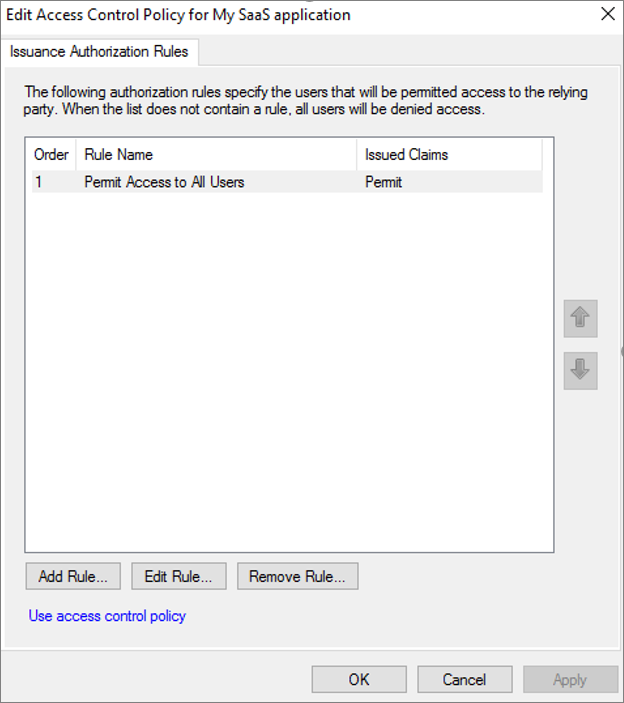 Edit Access Control Policy for My SaaS application
Issuance Authorization Rules
The following authorization rules specify the users that will be permitted access to the relying
party. When the list does not contain a rule, all users will be denied access.
Order Rule Name Issued Claims
1 Permit Access to All Users Permit
Add Rule... Edit Rule... Remove Rule...
Use access control policy
OK Cancel Apply